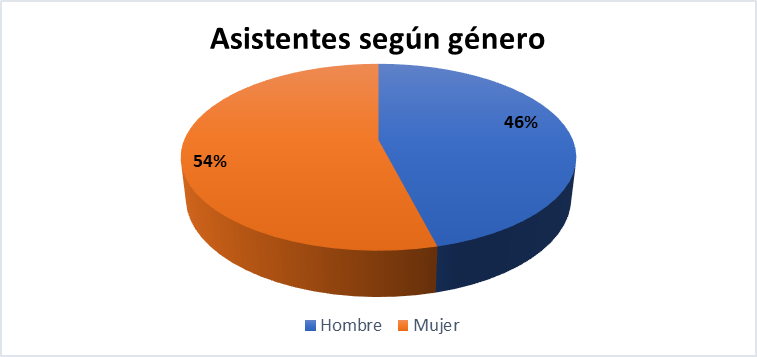 Asistentes según género
46%
54%
Hombre Mujer